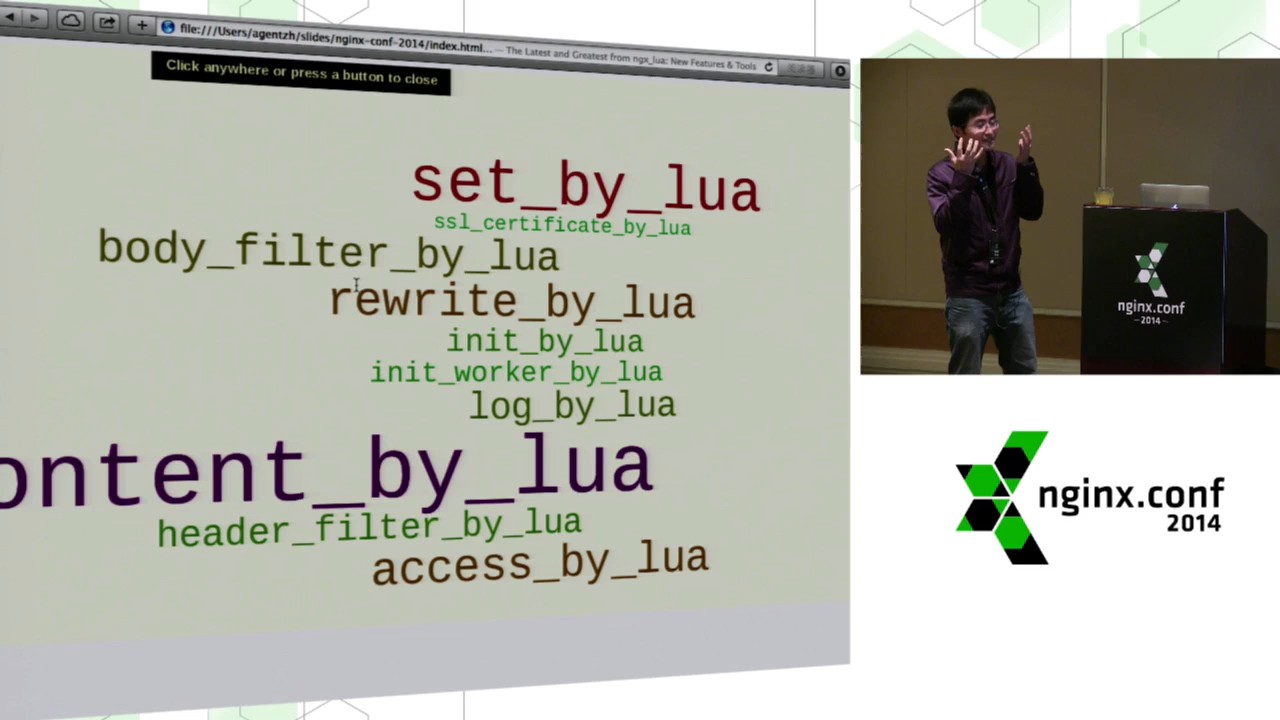 file:///Users/agentzh/slides/nginx-conf-2014/index.html... — The Latest and Greatest from ngx_lua: New Features & Tools
Click anywhere or press a button to close
set_by_lua
ssl_certificate_by_lua
body_filter_by_lua
rewrite_by_lua
init_by_lua
init_worker_by_lua
log_by_lua
ontent_by_lua
header_filter_by_lua
access_by_lua
nginx.conf
—2014—
nginx.conf
2014